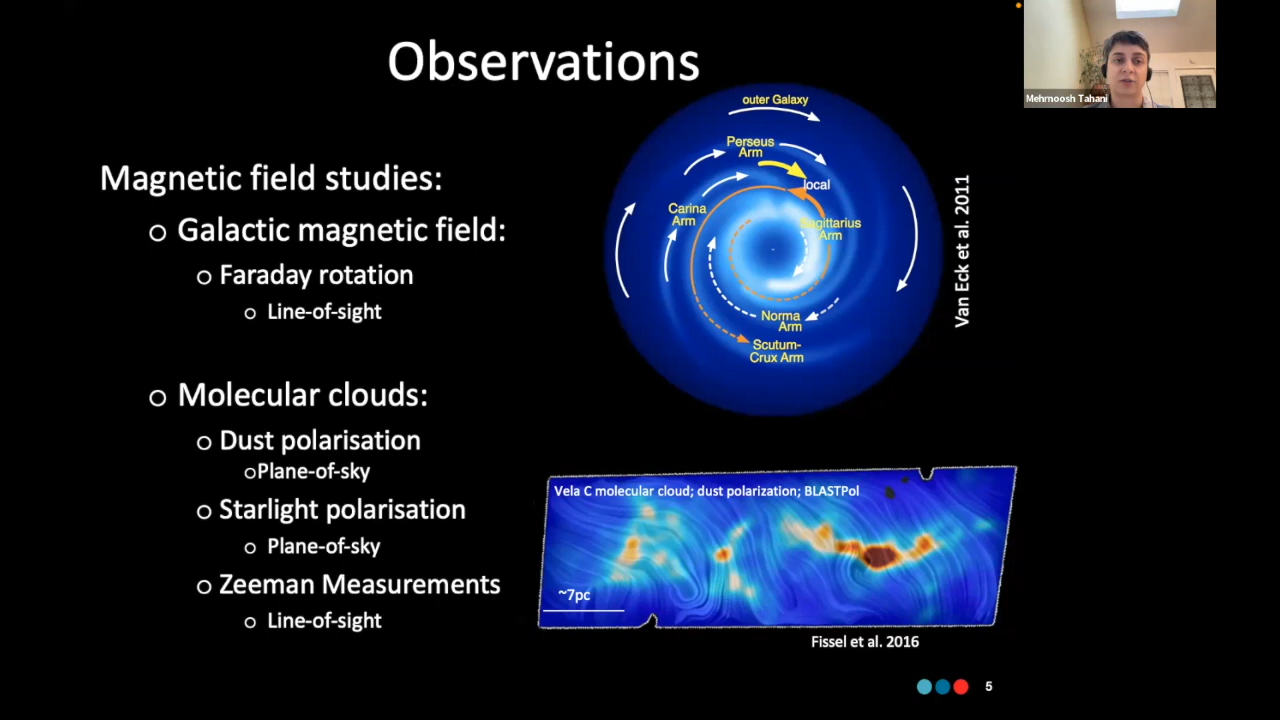 Observations
Mehrnoosh Tahani
Magnetic field studies:
Galactic magnetic field:
Faraday rotation
Line-of-sight
Molecular clouds:
Dust polarisation
Plane-of-sky
Starlight polarisation
Plane-of-sky
Zeeman Measurements
Line-of-sight
outer Galaxy
Perseus
Arm
local
Carina
Arm
Sagittarius
Arm
Norma
Arm
Scutum-
Crux Arm
Van Eck et al. 2011
Vela C molecular cloud; dust polarization; BLASTPol
~7pc
Fissel et al. 2016
5